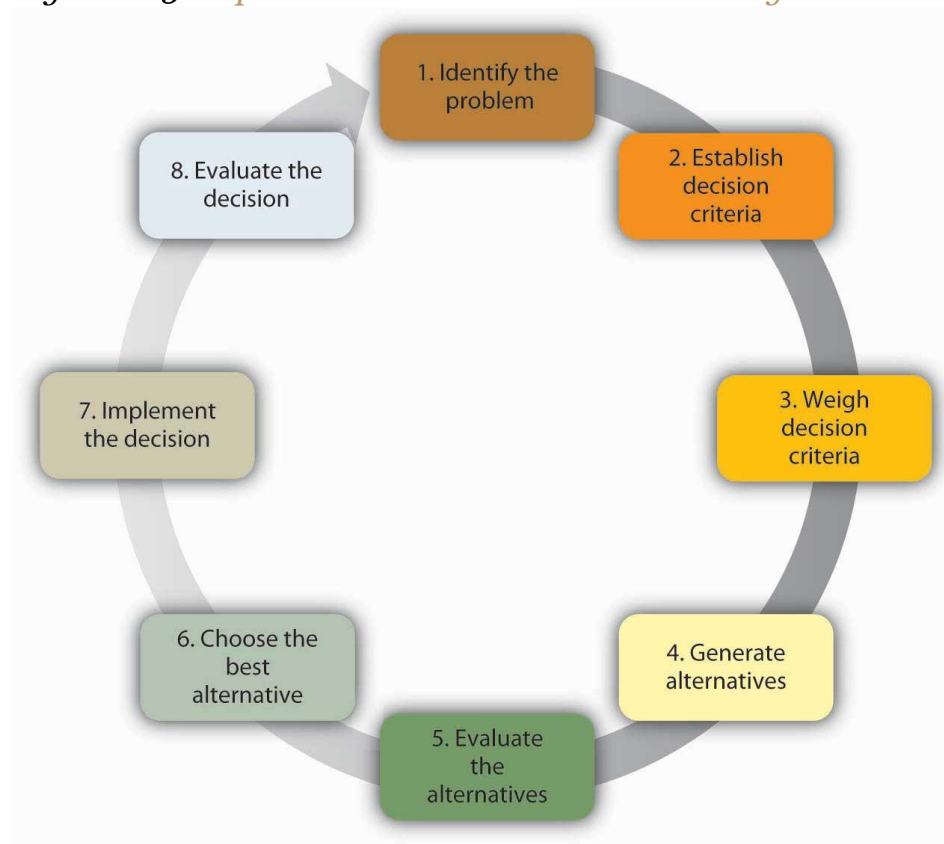 1. Identify the
problem
2. Establish
decision
criteria
3. Weigh
decision
criteria
4. Generate
alternatives
5. Evaluate
the
alternatives
6. Choose the
best
alternative
7. Implement
the decision
8. Evaluate the
decision